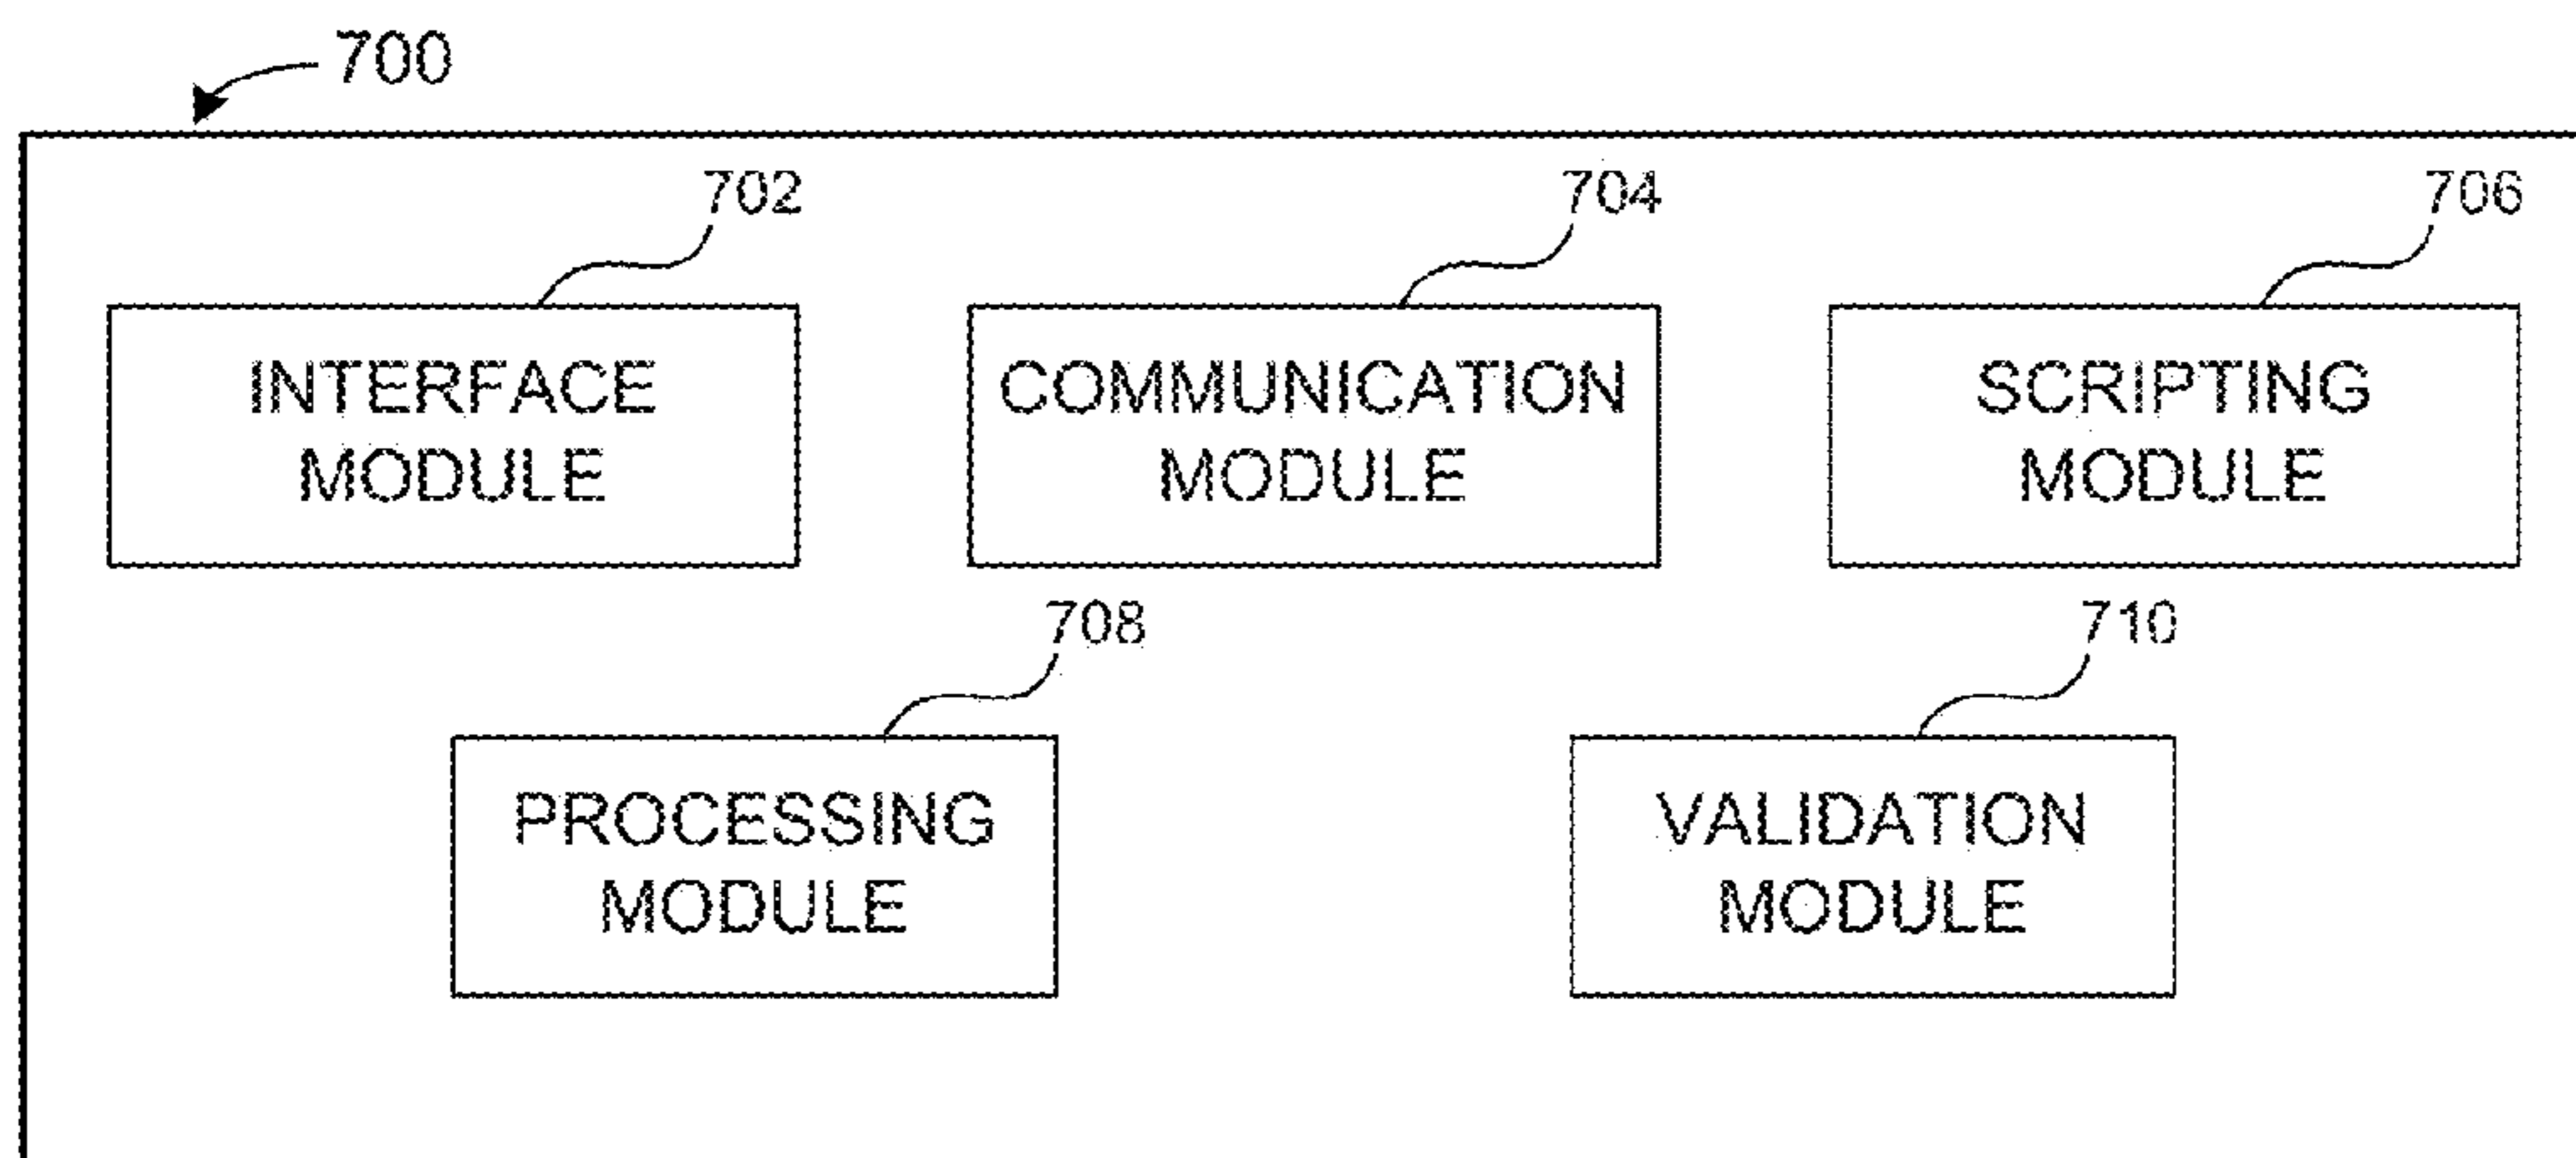 700
702
704
706
INTERFACE
MODULE
COMMUNICATION
MODULE
SCRIPTING
MODULE
708
710
PROCESSING
MODULE
VALIDATION
MODULE